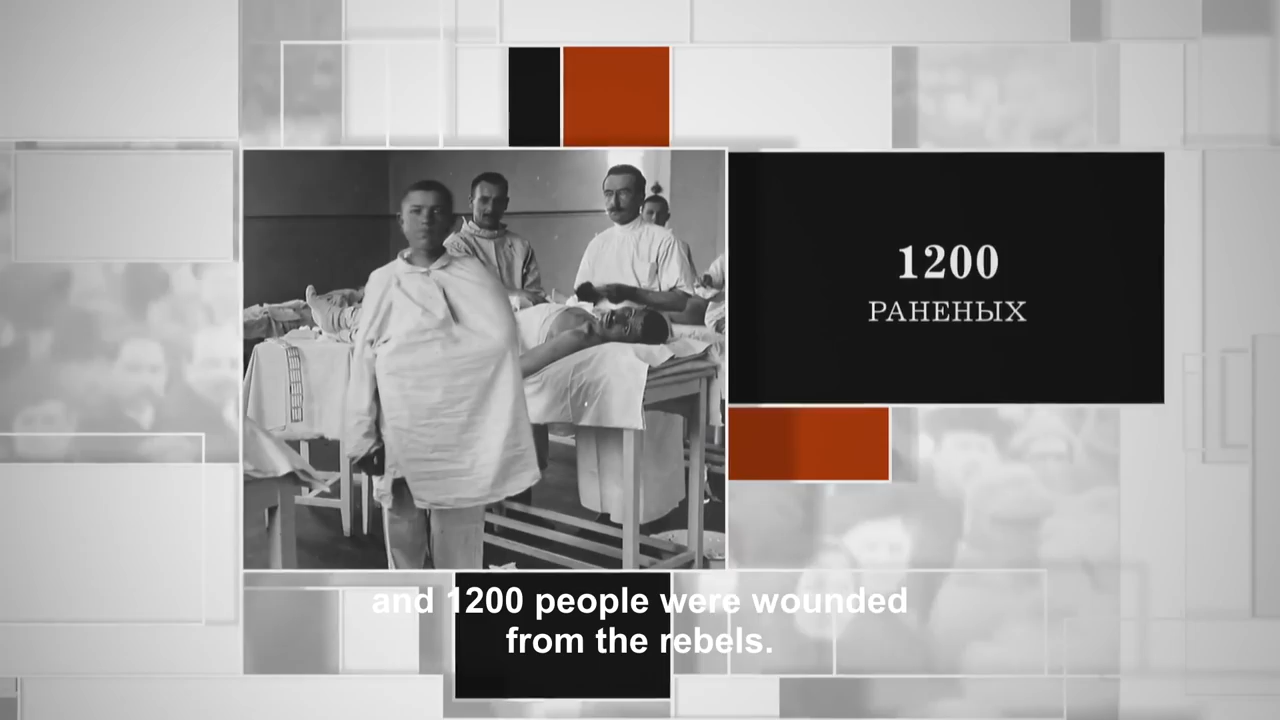 1200
РАНЕНЫХ
and 1200 people were wounded
from the rebels.